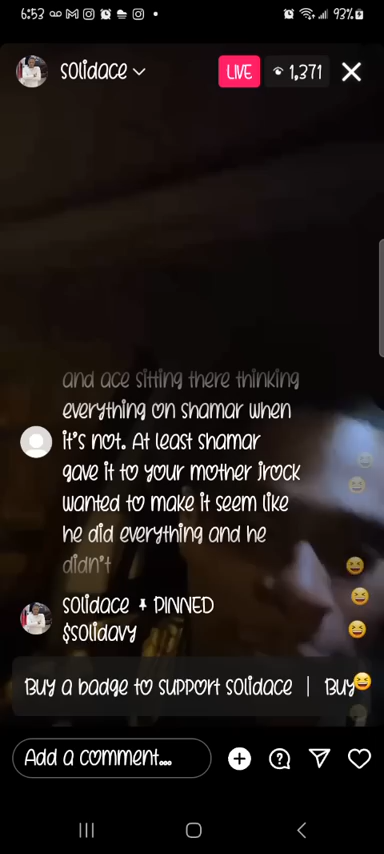 6:53
93%
solidace
LIVE
1,371
and ace sitting there thinking
everything on shamar when
it's not. At least shamar
gave it to your mother jrock
wanted to make it seem like
he did everything and he
didn't
solidace PINNED
$solidavy
Buy a badge to support solidace | Buy
Add a comment...